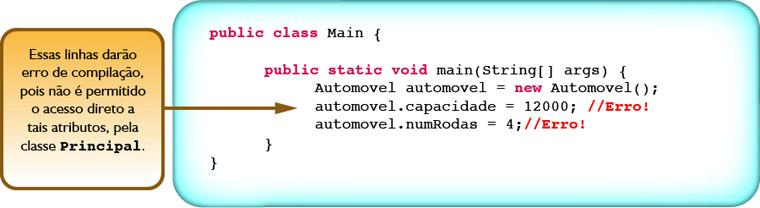 Essas linhas darão
erro de compilação,
pois não é permitido
o acesso direto a
tais atributos, pela
classe Principal.
public class Main {
public static void main(String[] args) {
Automovel automovel = new Automovel();
automovel.capacidade = 12000; //Erro!
automovel.numRodas = 4;//Erro!
}
}